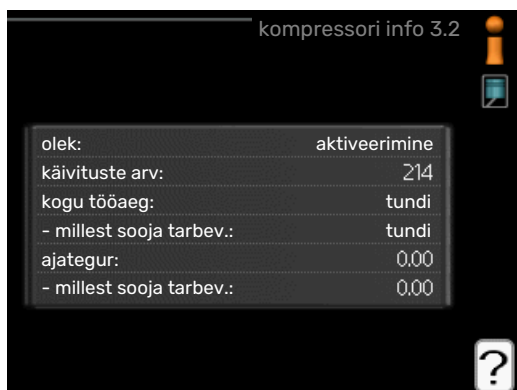 kompressori info 3.2
olek: aktiveerimine
käivituste arv: 214
kogu tööaeg: tundi
- millest sooja tarbev.: tundi
ajategur: 0,00
- millest sooja tarbev.: 0,00
?